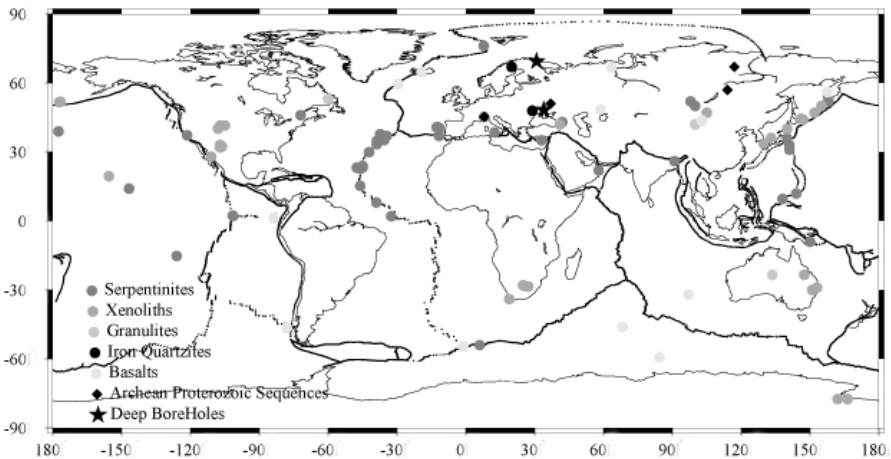 90
60
30
0
-30
-60
-90
Serpentinites
Xenoliths
Granulites
Iron Quartzites
Basalts
Archean Proterozoic Sequences
Deep BoreHoles
180 -150 -120 -90 -60 -30 0 30 60 90 120 150 180